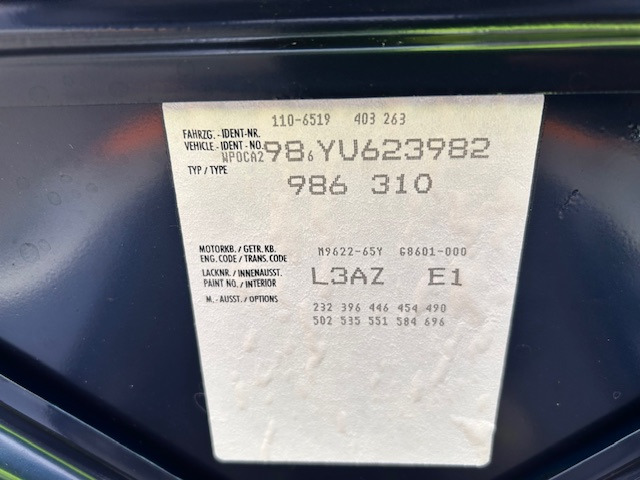 110-6519 403 263
FAHRZG. - IDENT-NR.
VEHICLE - IDENT - NO. WP0CA2986YU623982
TYP / TYPE 986 310
MOTORKB. / GETR. KB. M9622-65Y G8601-000
ENG. CODE / TRANS. CODE
LACKNR. / INNENAUSST. L3AZ E1
PAINT NO. / INTERIOR
M. - AUSST. / OPTIONS 232 396 446 454 490
502 535 551 584 696